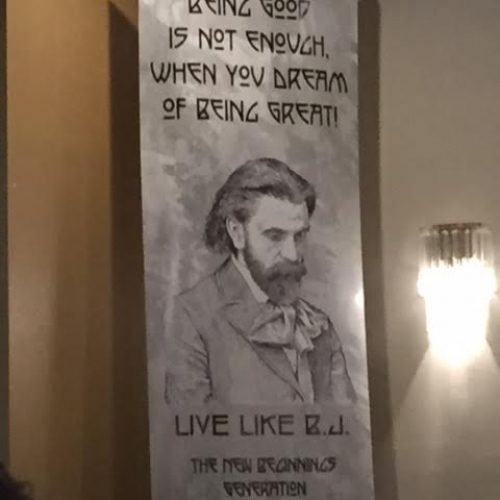 BEING GOOD
IS NOT ENOUGH,
WHEN YOU DREAM
OF BEING GREAT!
LIVE LIKE B.J.
THE NEW BEGINNINGS
GENERATION